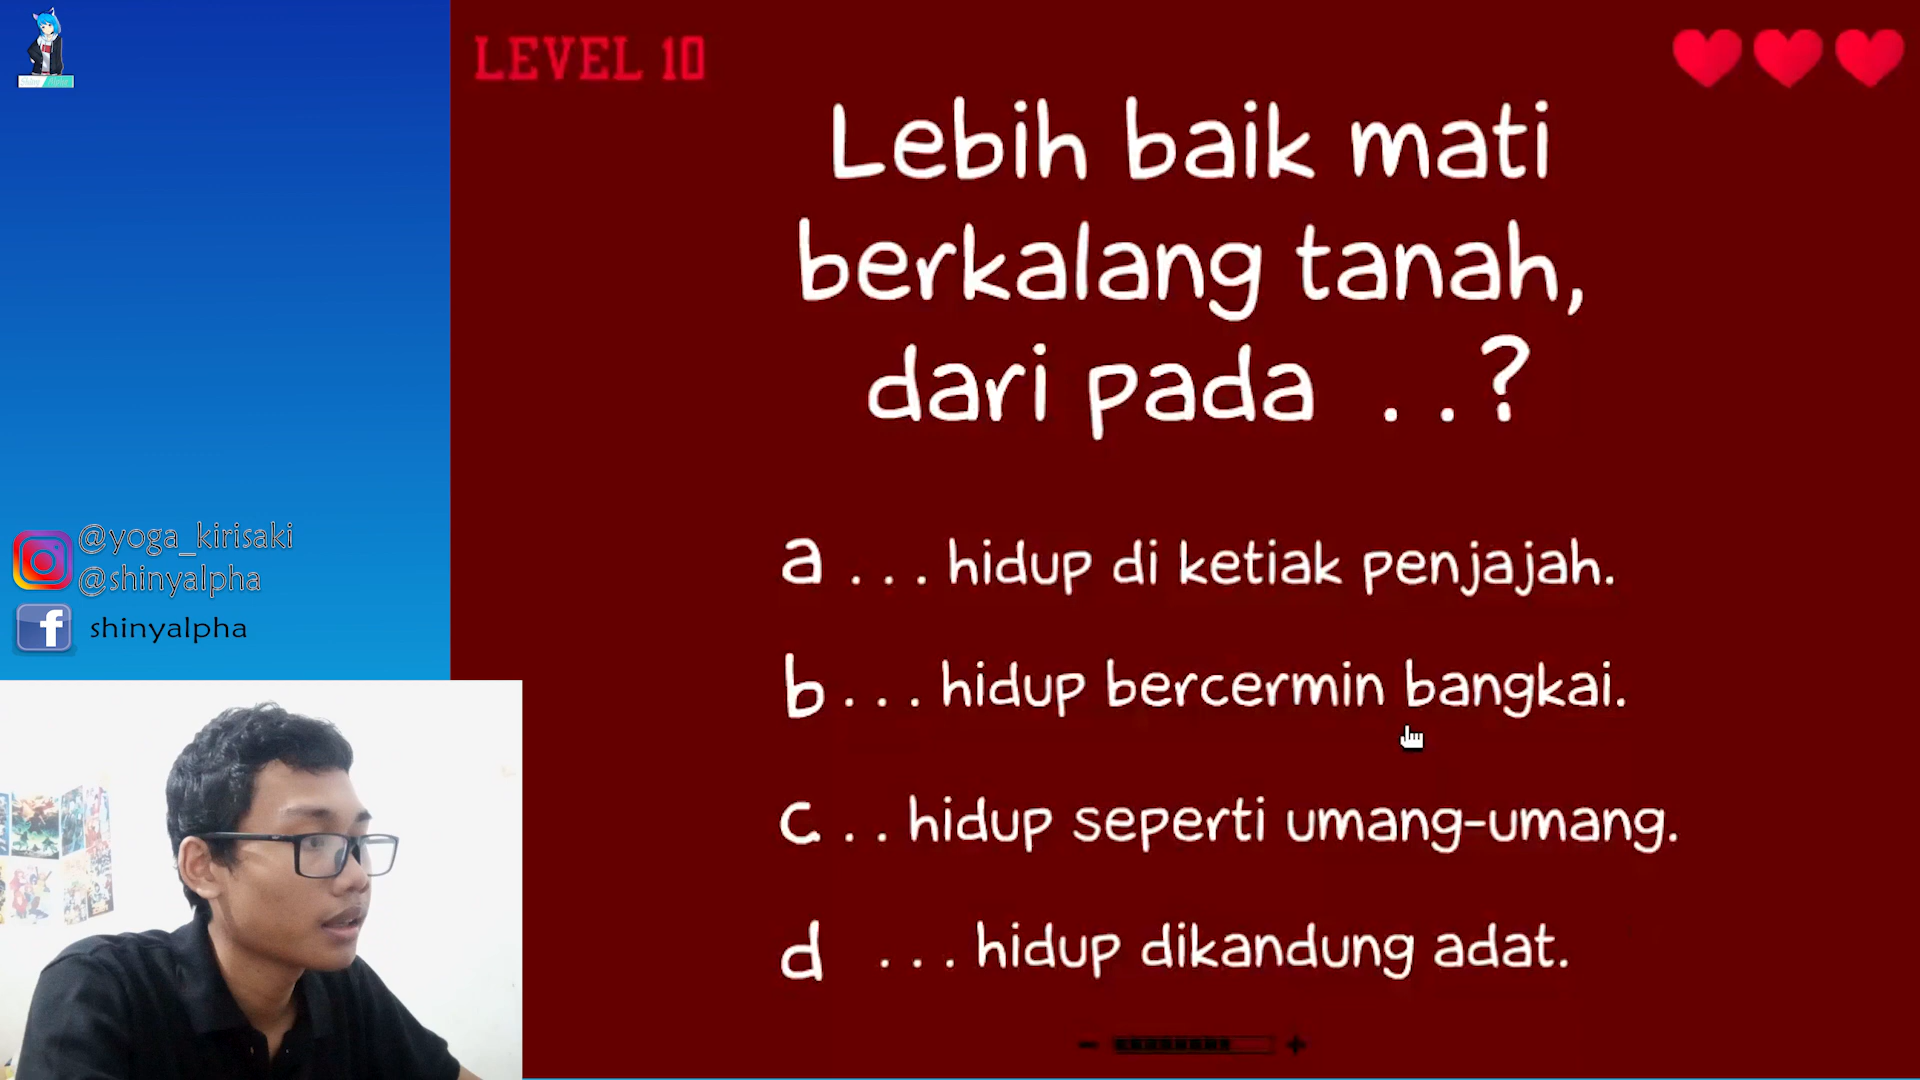 LEVEL 10
Lebih baik mati
berkalang tanah,
dari pada . . ?
a . . . hidup di ketiak penjajah.
b . . . hidup bercermin bangkai.
c . . hidup seperti umang-umang.
d . . . hidup dikandung adat.
- +
@yoga_kirisaki
@shinyalpha
f shinyalpha